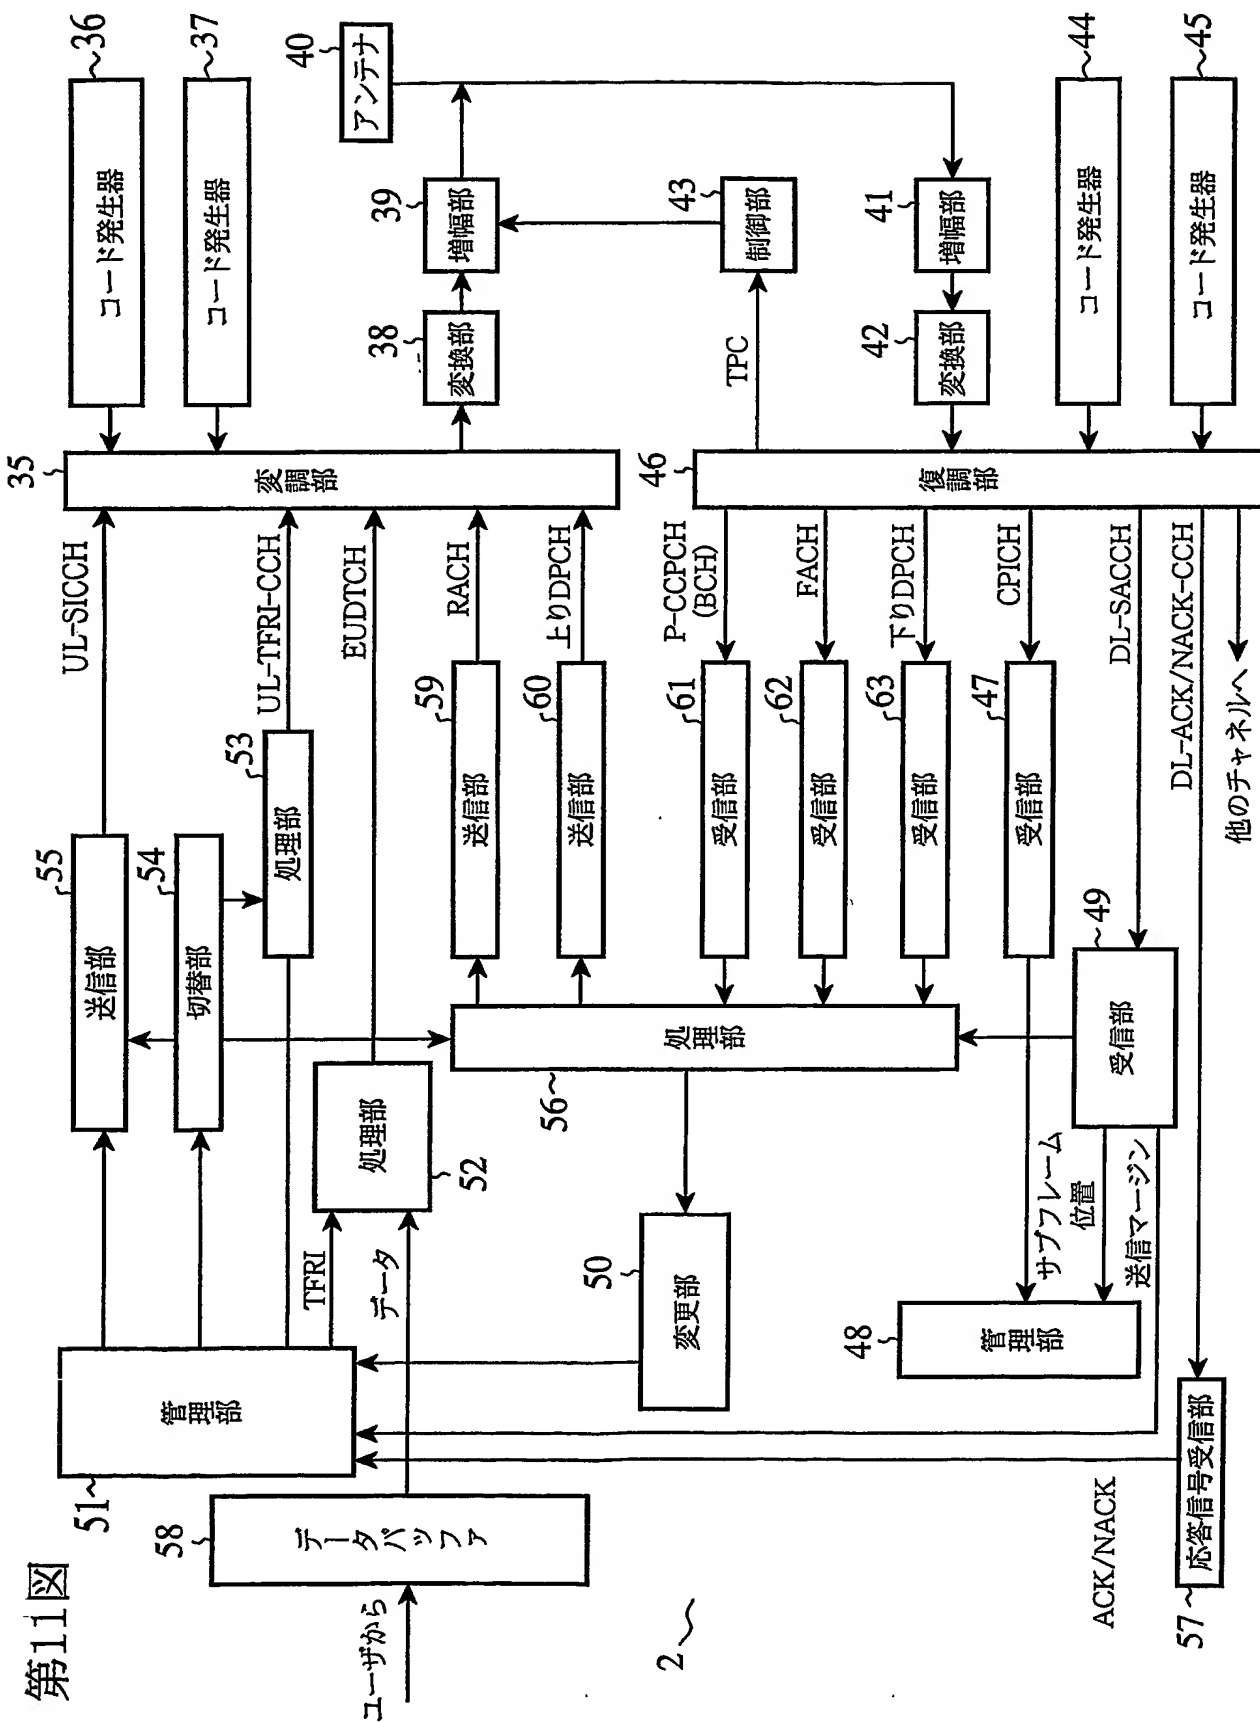 第11図
ユーザから
58
データバッファ
51
管理部
TFRI
データ
52
処理部
55
送信部
54
切替部
53
処理部
UL-SICCH
UL-TFRI-CCH
EUDTCH
RACH
上りDPCH
59
送信部
60
送信部
35
変調部
36
コード発生器
37
コード発生器
38
変換部
39
増幅部
40
アンテナ
43
制御部
TPC
41
増幅部
42
変換部
44
コード発生器
45
コード発生器
46
復調部
P-CCPCH
(BCH)
FACH
下りDPCH
CPICH
DL-SACCH
DL-ACK/NACK-CCH
他のチャネルへ
61
受信部
62
受信部
63
受信部
47
受信部
49
受信部
56
処理部
50
変更部
48
管理部
サブフレーム
位置
送信マージン
57
応答信号受信部
ACK/NACK
2